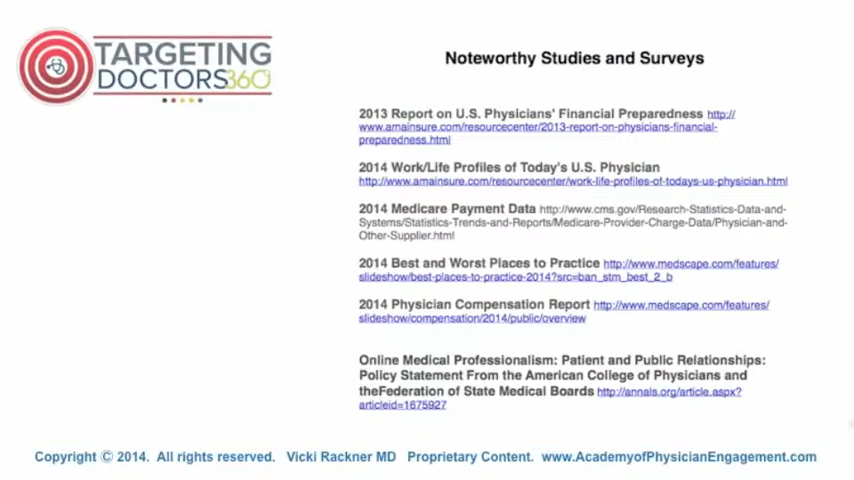 TARGETING
DOCTORS360
Noteworthy Studies and Surveys
2013 Report on U.S. Physicians' Financial Preparedness http://
www.amainsure.com/resourcecenter/2013-report-on-physicians-financial-
preparedness.html
2014 Work/Life Profiles of Today's U.S. Physician
http://www.amainsure.com/resourcecenter/work-life-profiles-of-todays-us-physician.html
2014 Medicare Payment Data http://www.cms.gov/Research-Statistics-Data-and-
Systems/Statistics-Trends-and-Reports/Medicare-Provider-Charge-Data/Physician-and-
Other-Supplier.html
2014 Best and Worst Places to Practice http://www.medscape.com/features/
slideshow/best-places-to-practice-2014?src=ban_stm_best_2_b
2014 Physician Compensation Report http://www.medscape.com/features/
slideshow/compensation/2014/public/overview
Online Medical Professionalism: Patient and Public Relationships:
Policy Statement From the American College of Physicians and
theFederation of State Medical Boards http://annals.org/article.aspx?
articleid=1675927
Copyright © 2014. All rights reserved. Vicki Rackner MD Proprietary Content. www.AcademyofPhysicianEngagement.com